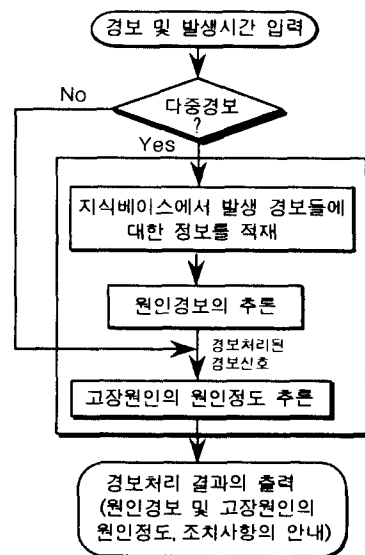 경보 및 발생시간 입력
No
다중경보
?
Yes
지식베이스에서 발생 경보들에
대한 정보를 적재
원인경보의 추론
경보처리된
경보신호
고장원인의 원인정도 추론
경보처리 결과의 출력
(원인경보 및 고장원인의
원인정도, 조치사항의 안내)